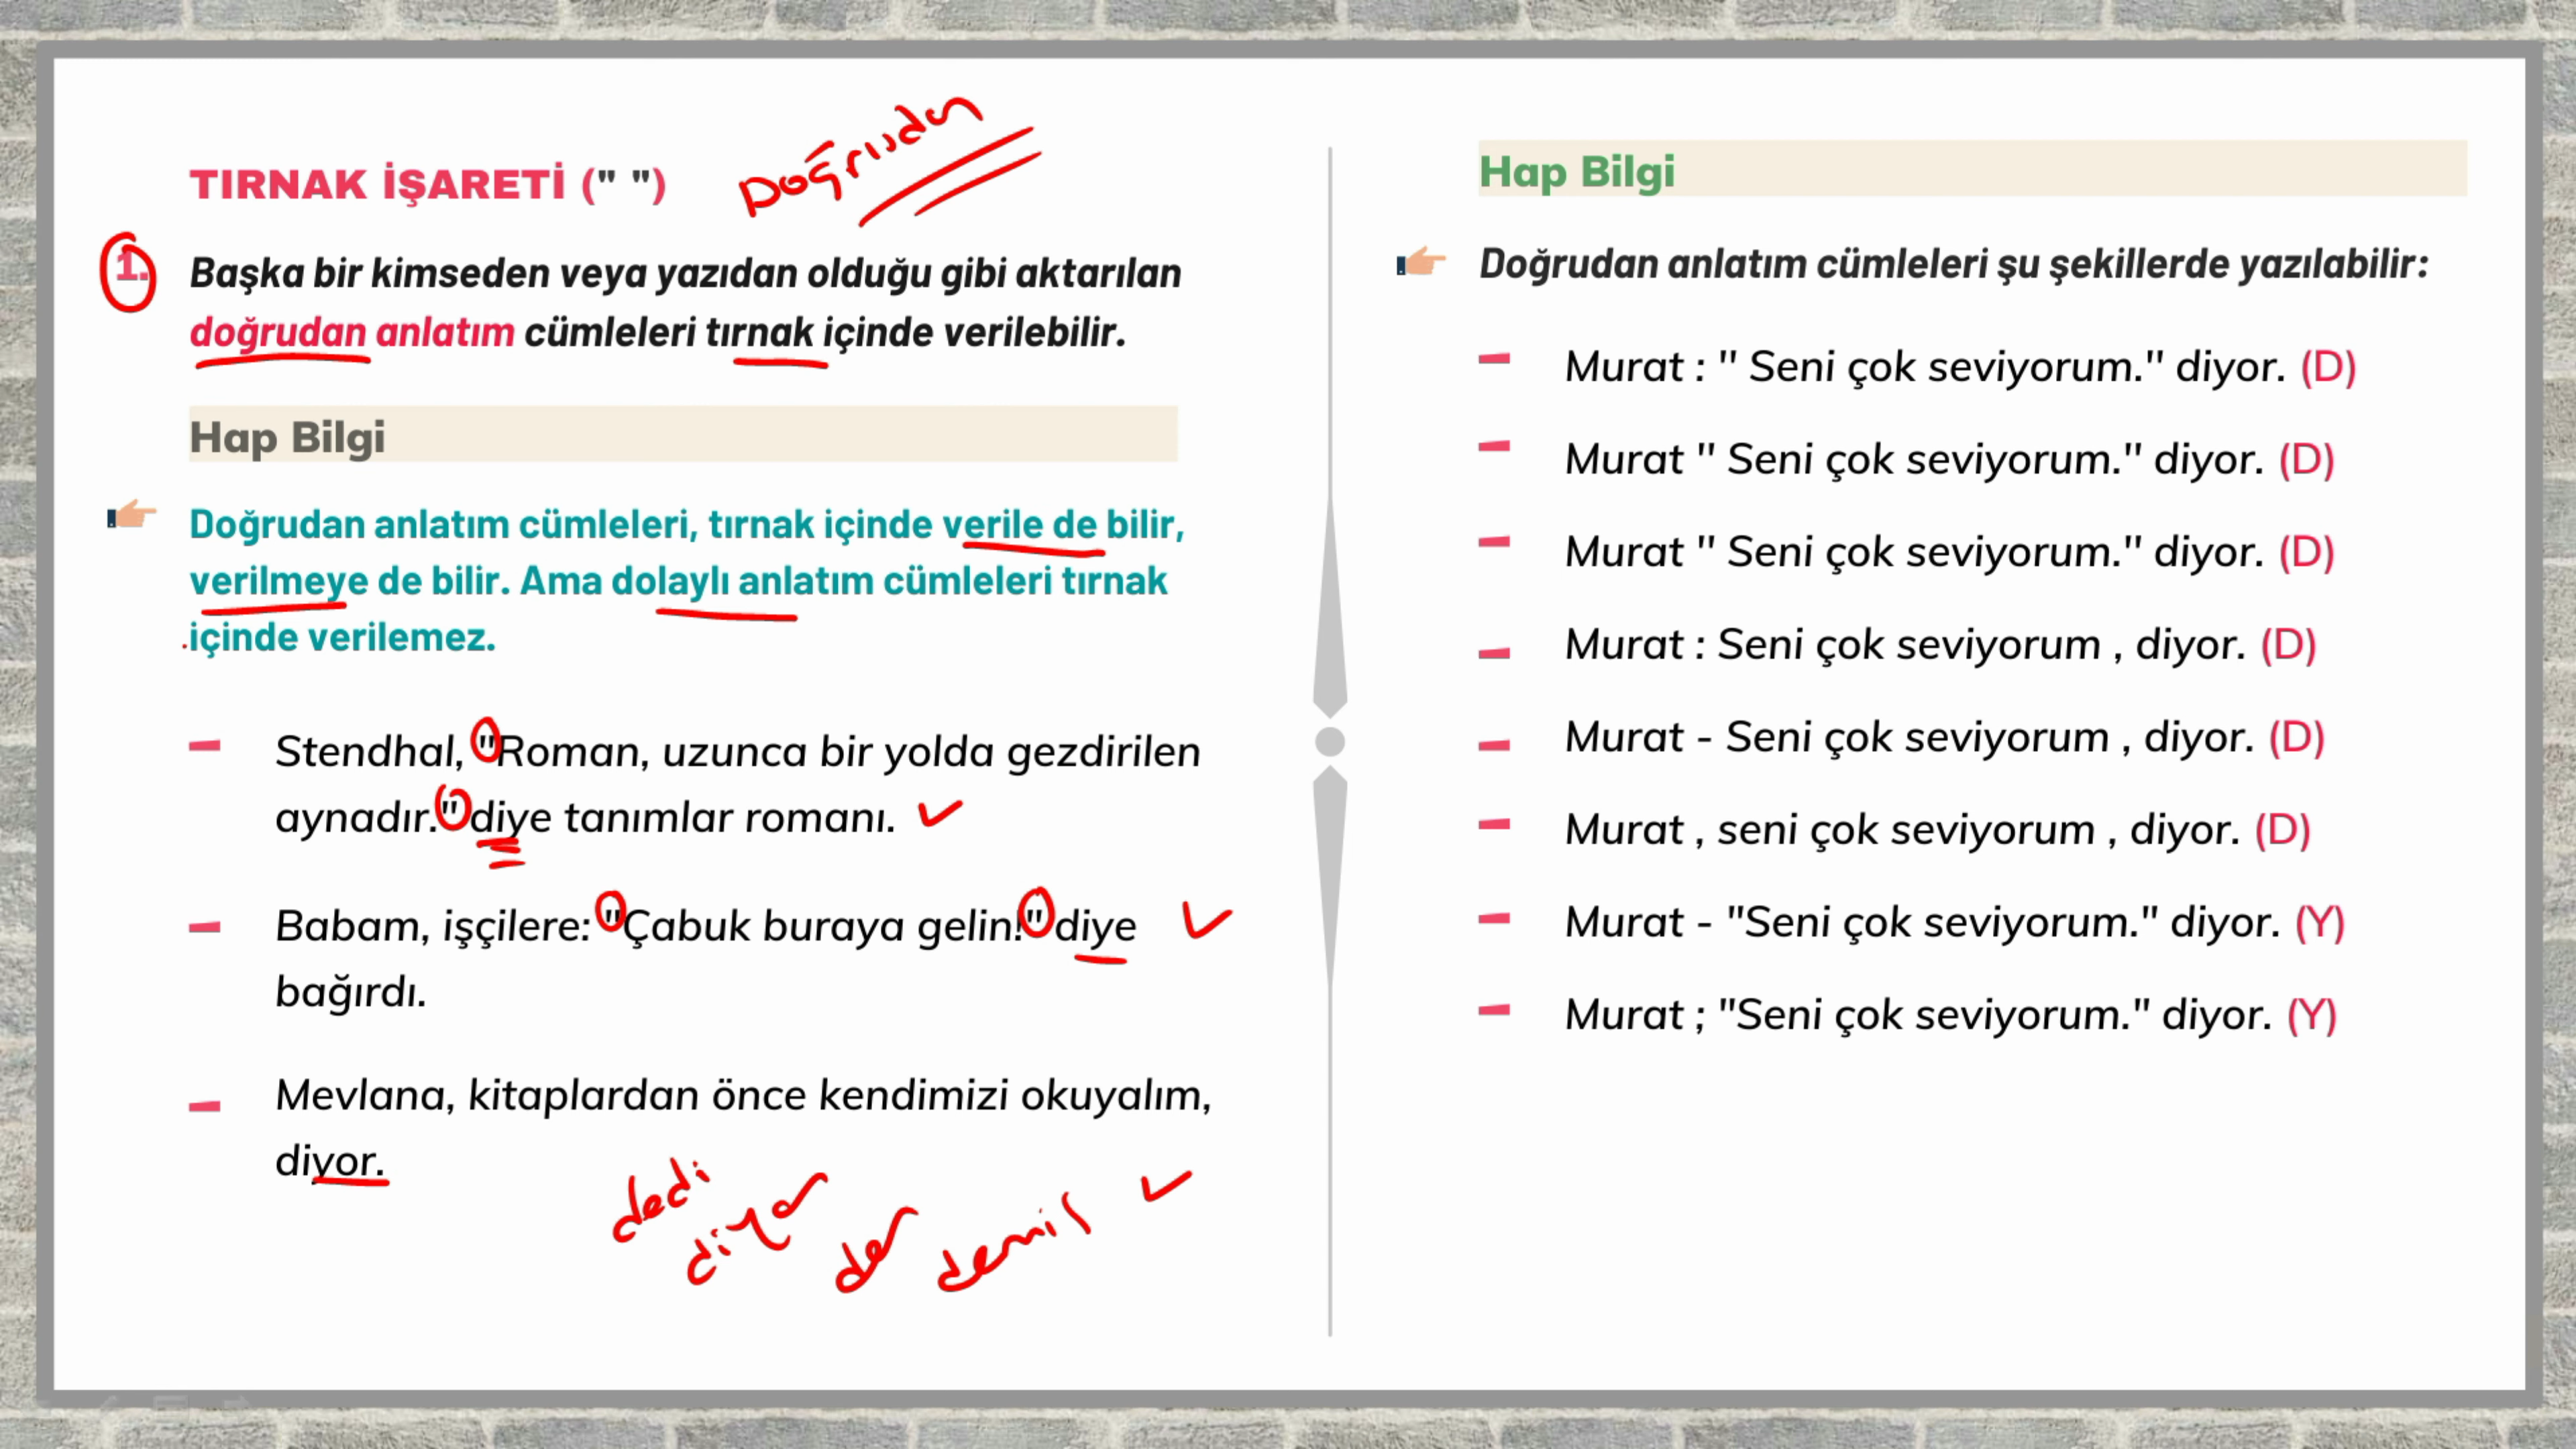 TIRNAK İŞARETİ (" ")
Doğrudan
1.
Başka bir kimseden veya yazıdan olduğu gibi aktarılan
doğrudan anlatım cümleleri tırnak içinde verilebilir.
Hap Bilgi
Doğrudan anlatım cümleleri, tırnak içinde verile de bilir,
verilmeye de bilir. Ama dolaylı anlatım cümleleri tırnak
içinde verilemez.
Stendhal, "Roman, uzunca bir yolda gezdirilen
aynadır." diye tanımlar romanı.
Babam, işçilere: "Çabuk buraya gelin!" diye
bağırdı.
Mevlana, kitaplardan önce kendimizi okuyalım,
diyor.
dedi
diyor
der
demiş
Hap Bilgi
Doğrudan anlatım cümleleri şu şekillerde yazılabilir:
Murat : " Seni çok seviyorum." diyor. (D)
Murat " Seni çok seviyorum." diyor. (D)
Murat " Seni çok seviyorum." diyor. (D)
Murat : Seni çok seviyorum , diyor. (D)
Murat - Seni çok seviyorum , diyor. (D)
Murat , seni çok seviyorum , diyor. (D)
Murat - "Seni çok seviyorum." diyor. (Y)
Murat ; "Seni çok seviyorum." diyor. (Y)